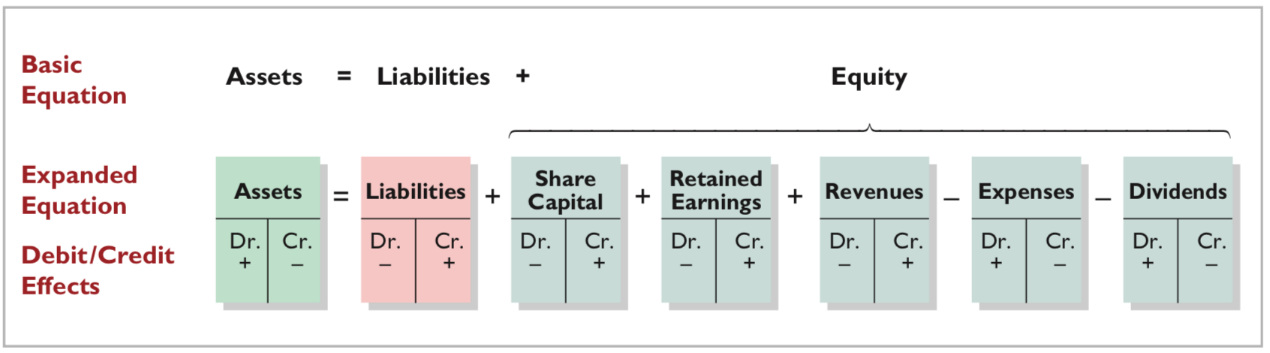 Basic
Equation
Assets = Liabilities + Equity
Expanded
Equation
Assets = Liabilities + Share Capital + Retained Earnings + Revenues – Expenses – Dividends
Debit/Credit
Effects
Dr. Cr. Dr. Cr. Dr. Cr. Dr. Cr. Dr. Cr. Dr. Cr. Dr. Cr.
+ – – + – + – + – + + – + –